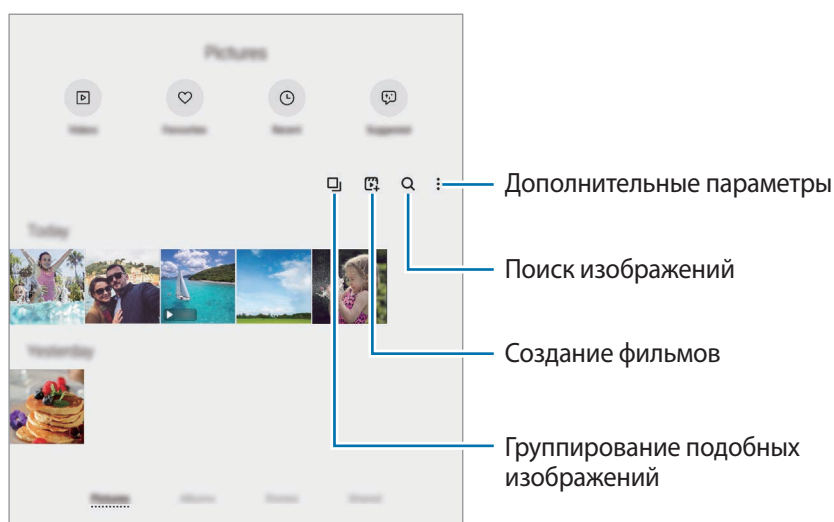 Pictures
Videos
Favourites
Recent
Suggested
Дополнительные параметры
Today
Поиск изображений
Yesterday
Создание фильмов
Группирование подобных
изображений
Pictures
Albums
Stories
Shared